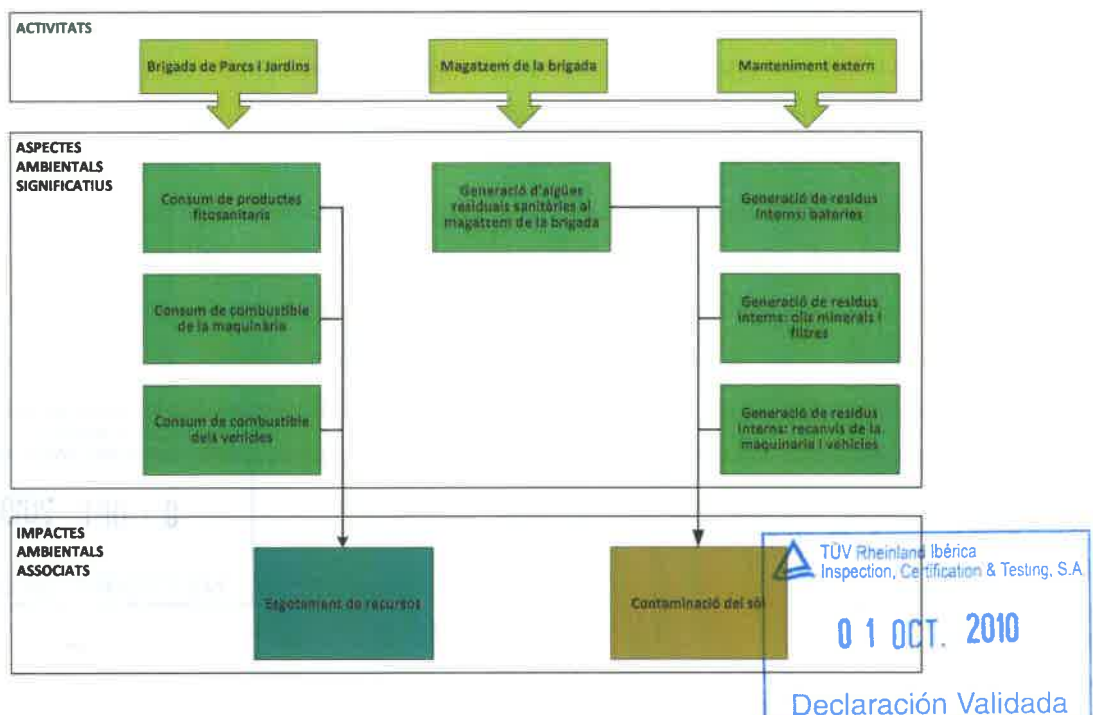 ACTIVITATS
Brigada de Parcs i Jardins
Magatzem de la brigada
Manteniment extern
ASPECTES
AMBIENTALS
SIGNIFICATIUS
Consum de productes
fitosanitaris
Generació d'aigües
residuals sanitàries al
magatzem de la brigada
Generació de residus
interns: bateries
Consum de combustible
de la maquinària
Generació de residus
interns: olis minerals i
filtres
Consum de combustible
dels vehicles
Generació de residus
interns: recanvis de la
maquinaria i vehicles
IMPACTES
AMBIENTALS
ASSOCIATS
Esgotament de recursos
Contaminació del sòl
TÜV Rheinland Ibérica
Inspection, Certification & Testing, S.A.
0 1 OCT. 2010
Declaración Validada